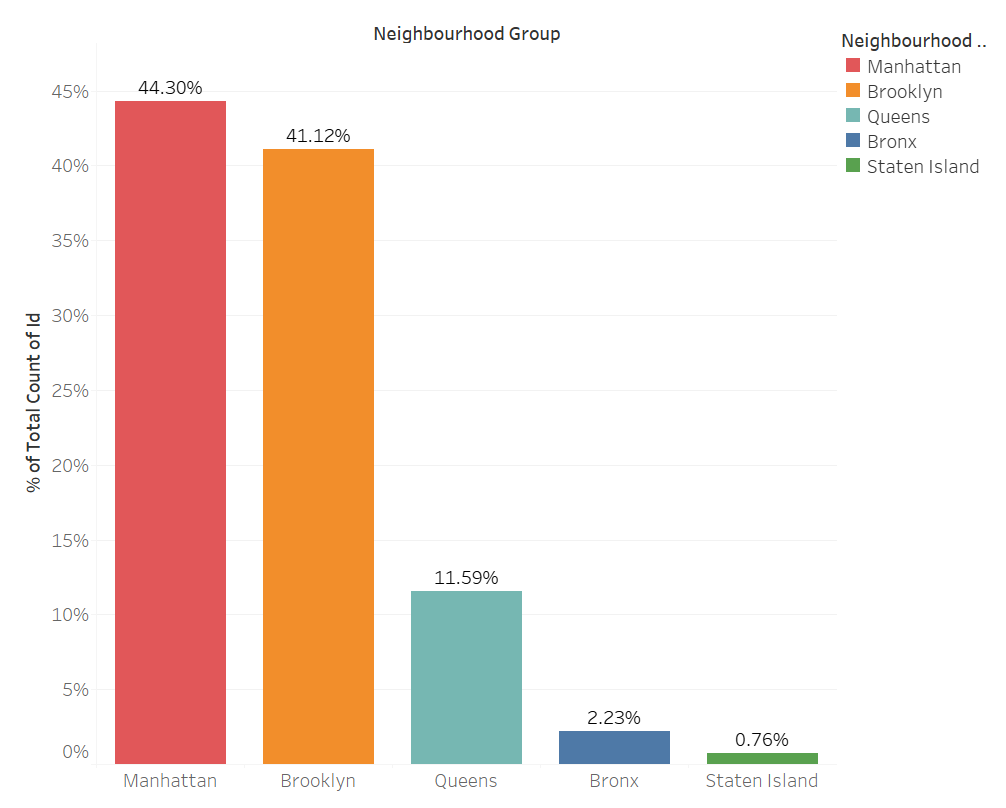 Neighbourhood Group
Neighbourhood ..
Manhattan
Brooklyn
Queens
Bronx
Staten Island
% of Total Count of Id
45%
40%
35%
30%
25%
20%
15%
10%
5%
0%
44.30%
41.12%
11.59%
2.23%
0.76%
Manhattan
Brooklyn
Queens
Bronx
Staten Island